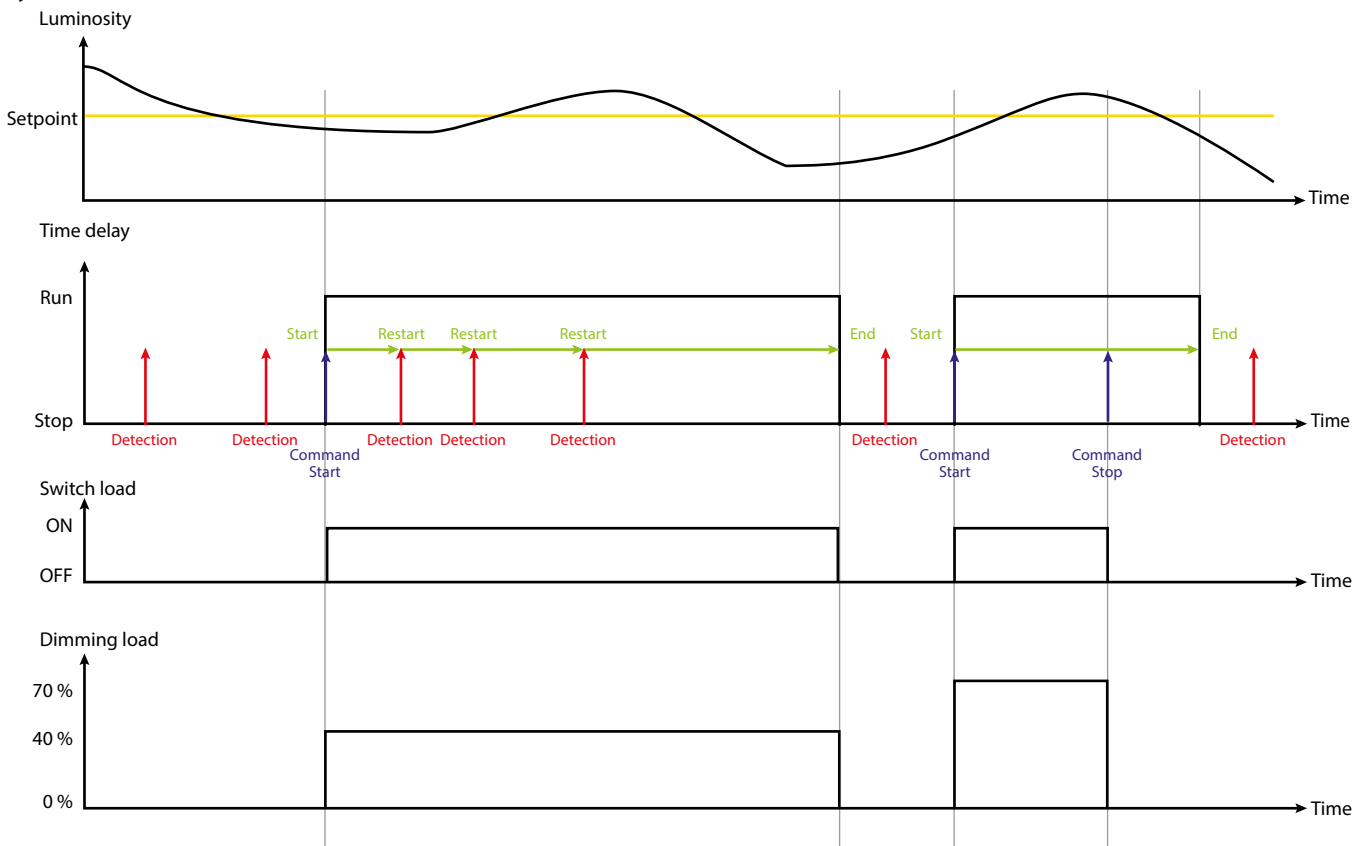 Luminosity
Setpoint
Time
Time delay
Run
Start Restart Restart Restart End Start End
Stop
Time
Detection Detection Detection Detection Detection Detection Detection
Command Command Command
Start Start Stop
Switch load
ON
OFF
Time
Dimming load
70 %
40 %
0 %
Time